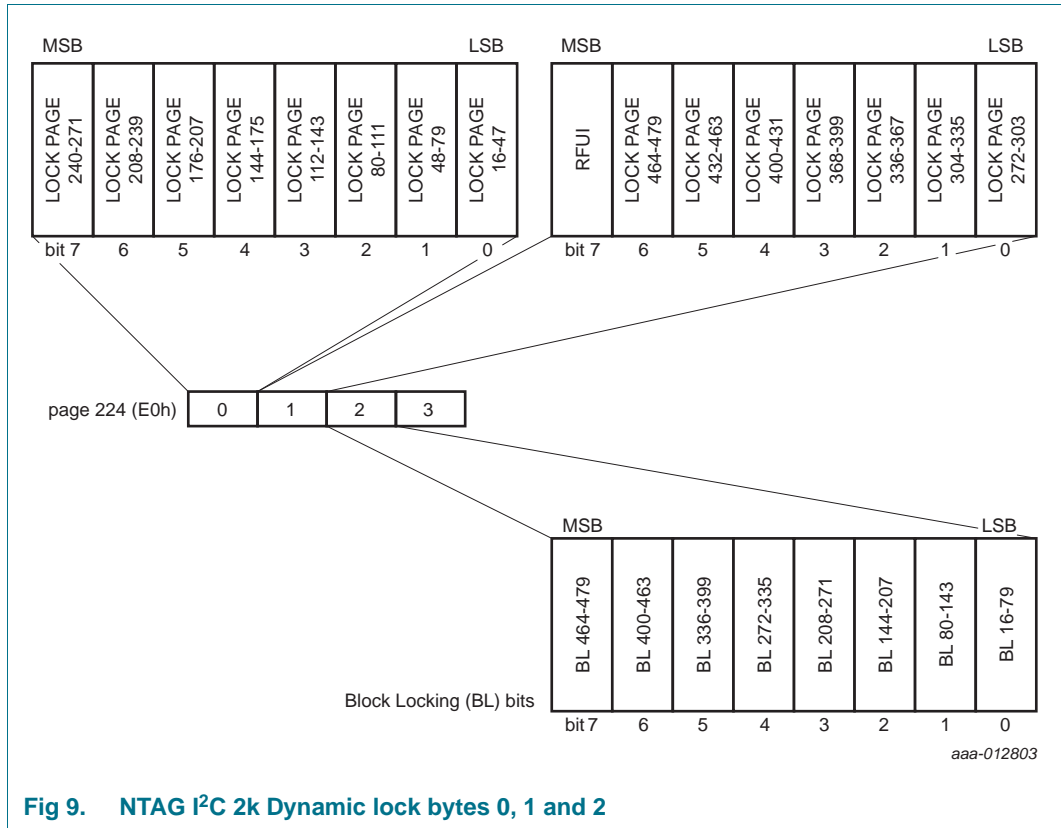 MSB LSB
LOCK PAGE 240-271
LOCK PAGE 208-239
LOCK PAGE 176-207
LOCK PAGE 144-175
LOCK PAGE 112-143
LOCK PAGE 80-111
LOCK PAGE 48-79
LOCK PAGE 16-47
bit 7 6 5 4 3 2 1 0
MSB LSB
RFUI
LOCK PAGE 464-479
LOCK PAGE 432-463
LOCK PAGE 400-431
LOCK PAGE 368-399
LOCK PAGE 336-367
LOCK PAGE 304-335
LOCK PAGE 272-303
bit 7 6 5 4 3 2 1 0
page 224 (E0h) 0 1 2 3
MSB LSB
BL 464-479
BL 400-463
BL 336-399
BL 272-335
BL 208-271
BL 144-207
BL 80-143
BL 16-79
Block Locking (BL) bits
bit 7 6 5 4 3 2 1 0
aaa-012803
Fig 9. NTAG I²C 2k Dynamic lock bytes 0, 1 and 2